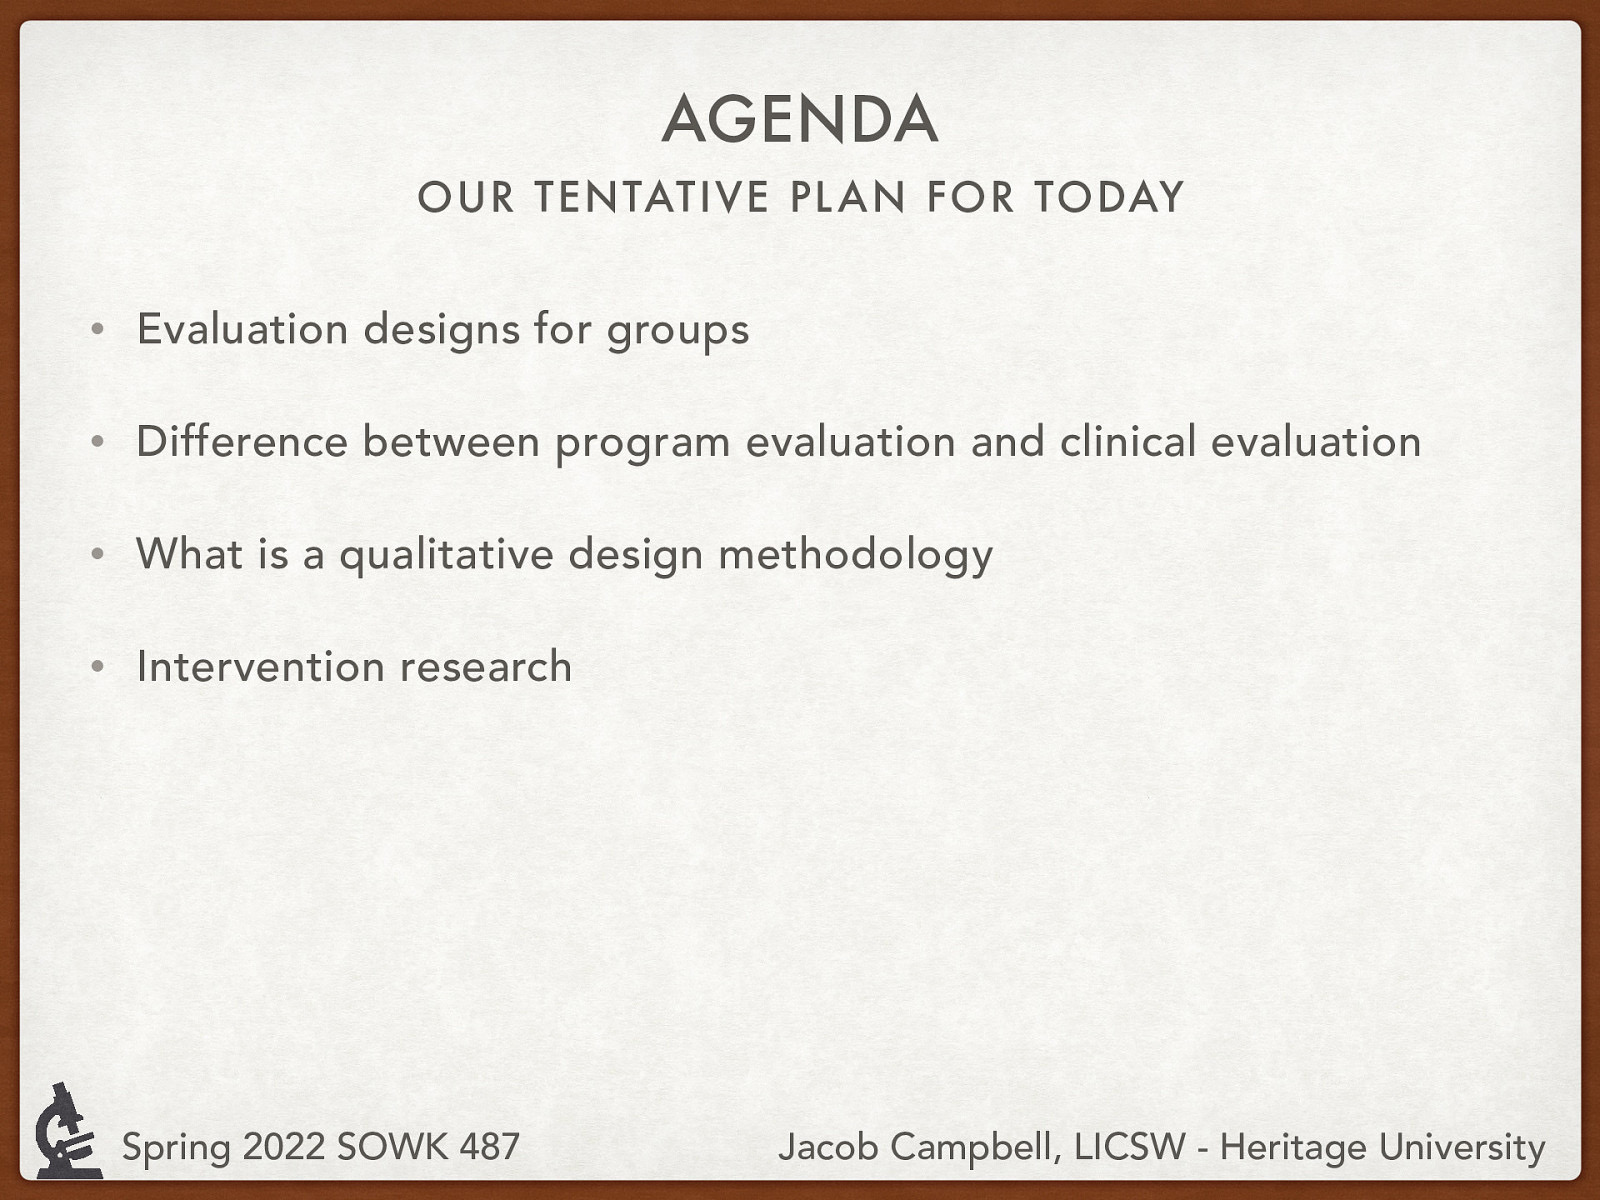 AGENDA
OUR TENTATIVE PLAN FOR TODAY
• Evaluation designs for groups
• Difference between program evaluation and clinical evaluation
• What is a qualitative design methodology
• Intervention research
Spring 2022 SOWK 487
Jacob Campbell, LICSW - Heritage University